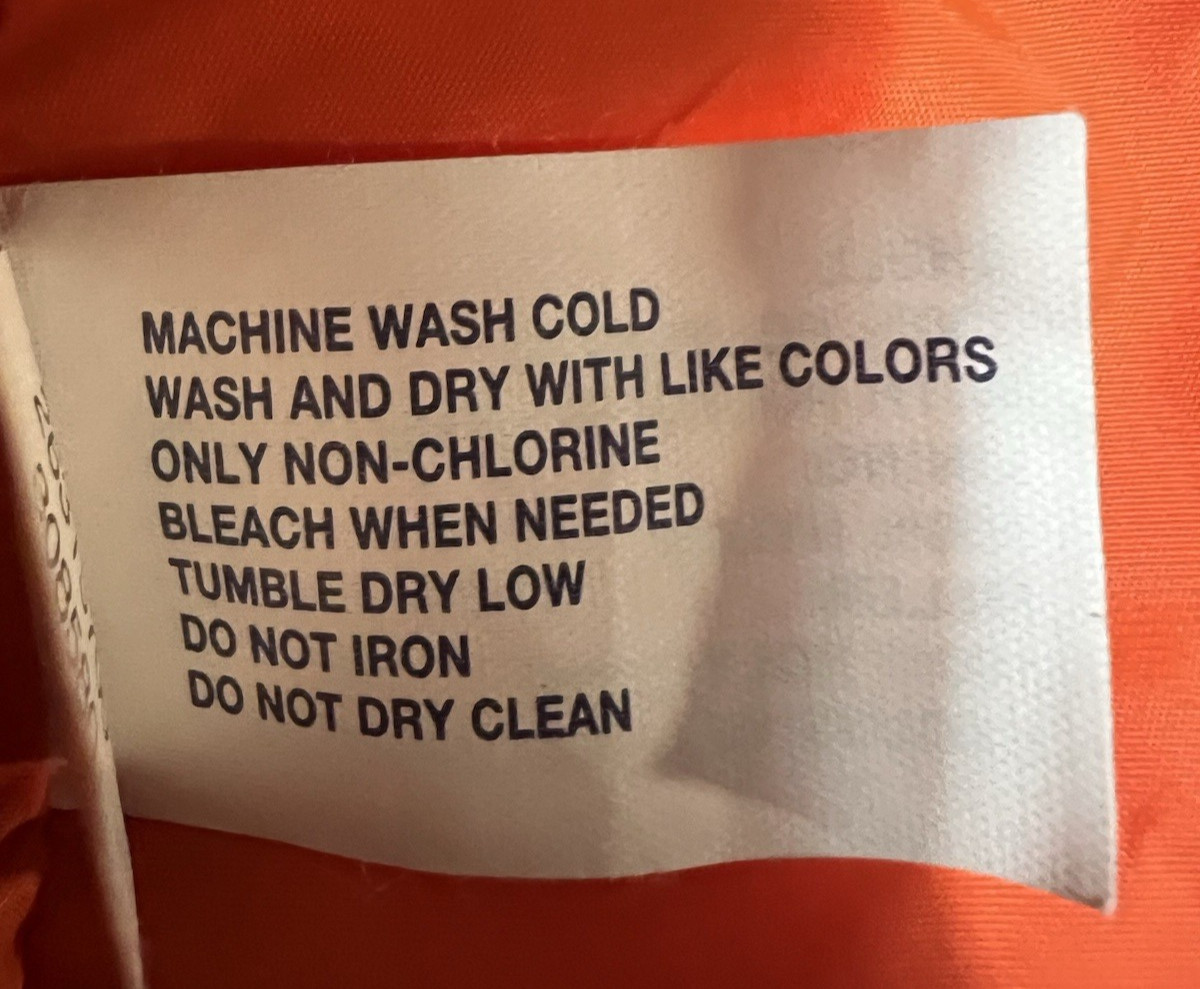 MACHINE WASH COLD
WASH AND DRY WITH LIKE COLORS
ONLY NON-CHLORINE
BLEACH WHEN NEEDED
TUMBLE DRY LOW
DO NOT IRON
DO NOT DRY CLEAN